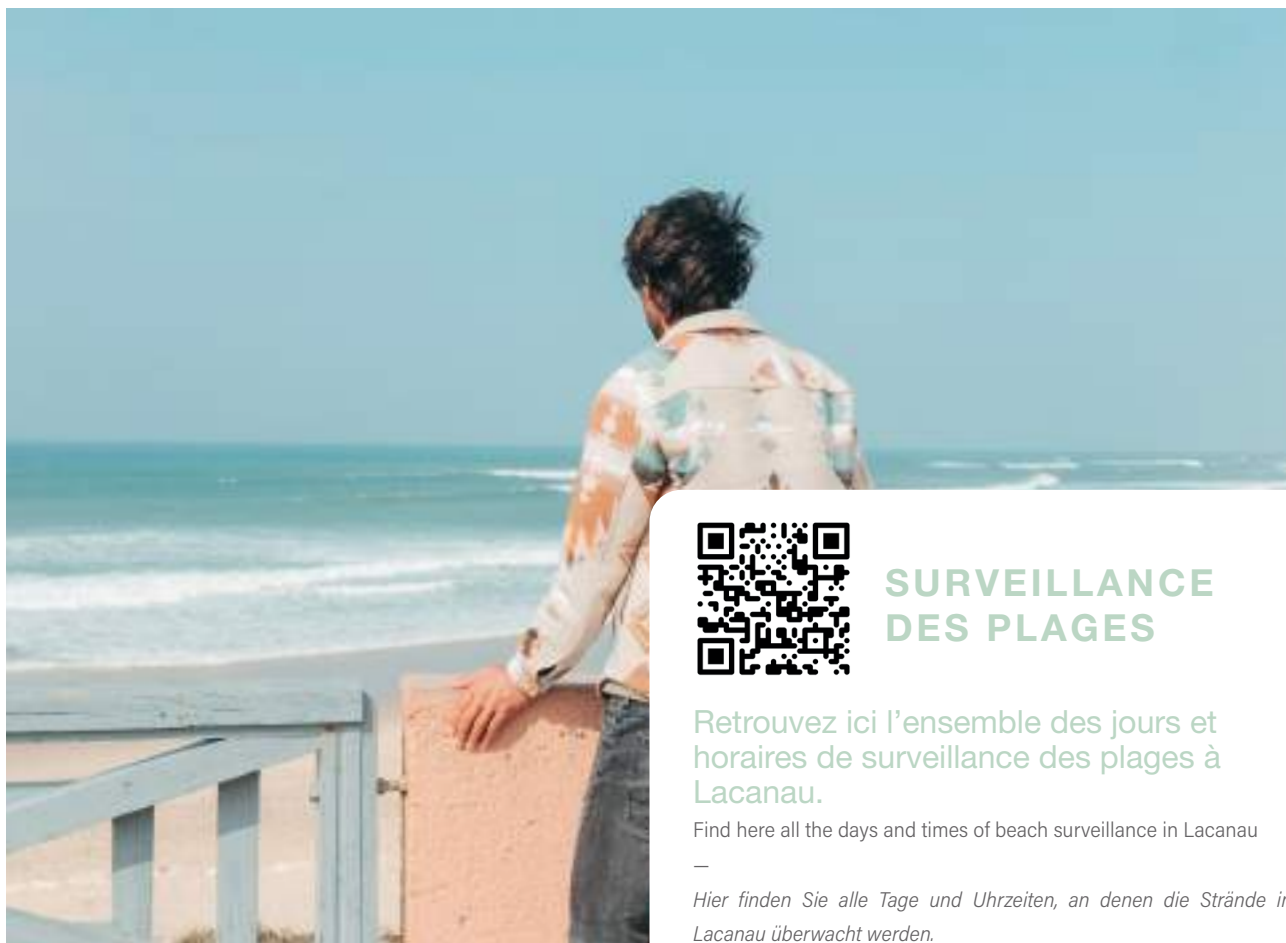 SURVEILLANCE
DES PLAGES
Retrouvez ici l'ensemble des jours et
horaires de surveillance des plages à
Lacanau.
Find here all the days and times of beach surveillance in Lacanau
—
Hier finden Sie alle Tage und Uhrzeiten, an denen die Strände in
Lacanau überwacht werden.